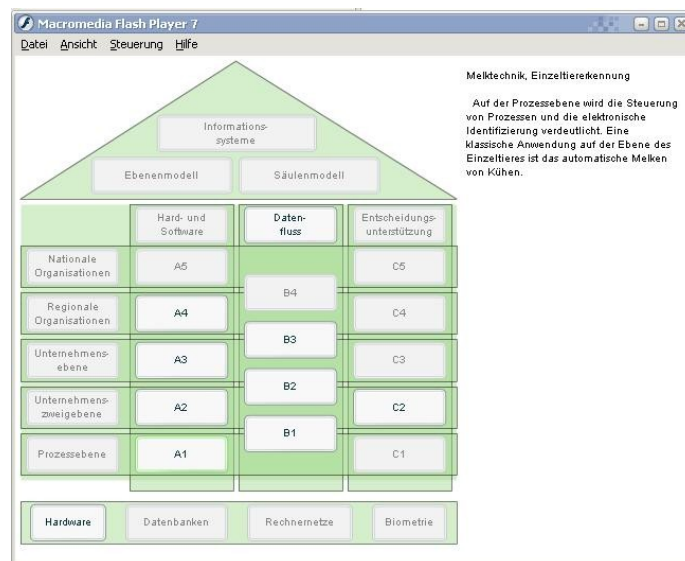 Macromedia Flash Player 7
Datei Ansicht Steuerung Hilfe
Informations-
systeme
Ebenenmodell Säulenmodell
Hard- und
Software
Daten-
fluss
Entscheidungs-
unterstützung
Nationale
Organisationen
A5
C5
B4
Regionale
Organisationen
A4
C4
B3
Unternehmens-
ebene
A3
C3
B2
Unternehmens-
zweigebene
A2
C2
B1
Prozessebene
A1
C1
Hardware Datenbanken Rechnernetze Biometrie
Melktechnik, Einzeltiererkennung
Auf der Prozessebene wird die Steuerung
von Prozessen und die elektronische
Identifizierung verdeutlicht. Eine
klassische Anwendung auf der Ebene des
Einzeltieres ist das automatische Melken
von Kühen.